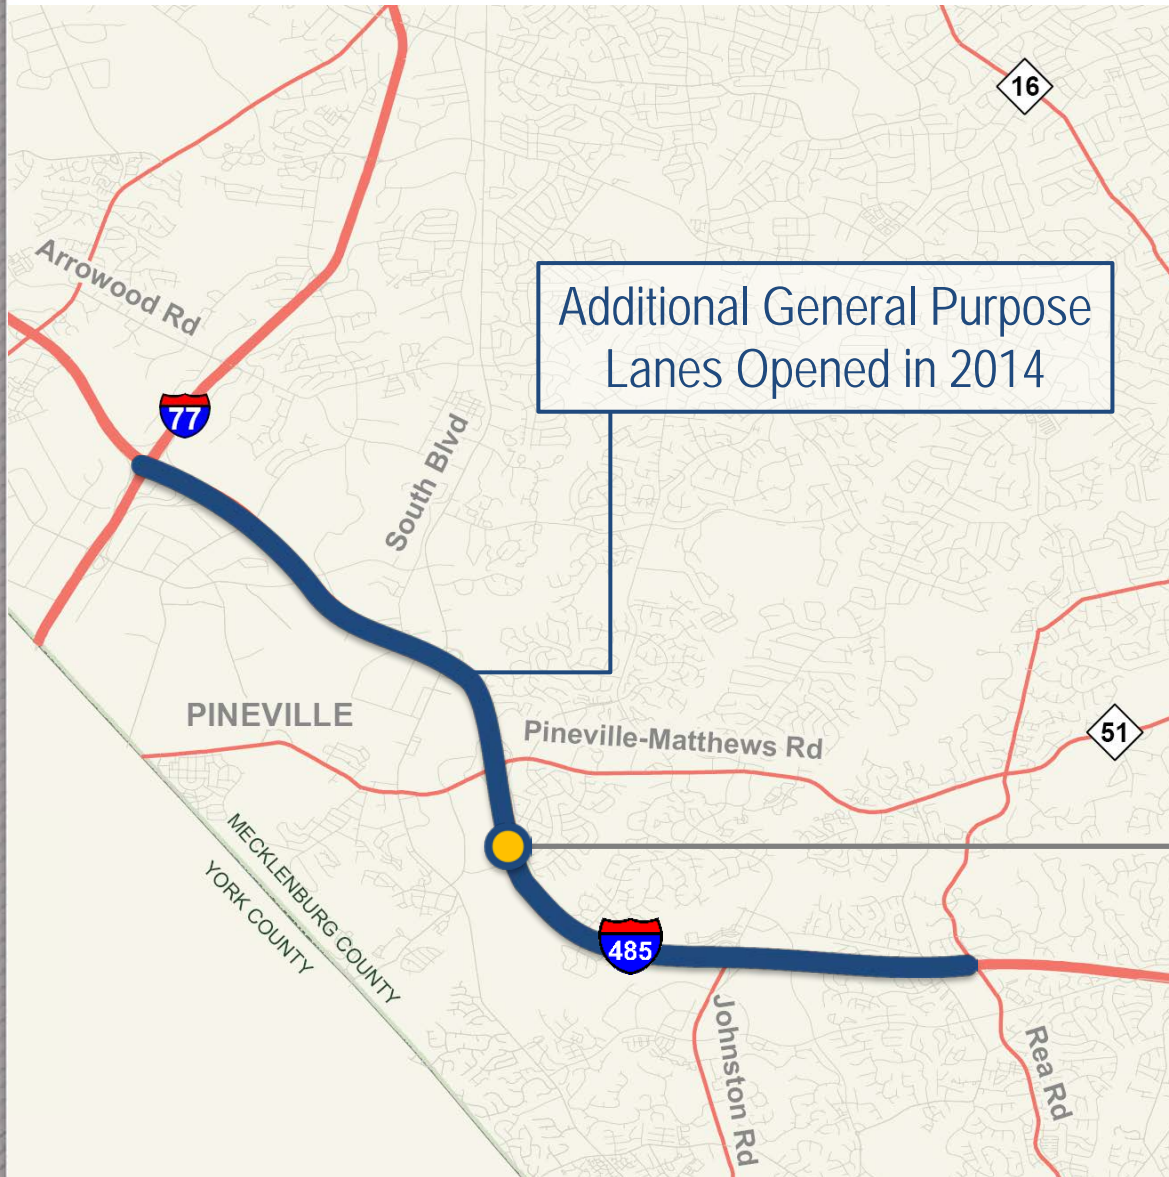 16
Arrowood Rd
Additional General Purpose
Lanes Opened in 2014
77
South Blvd
PINEVILLE
Pineville-Matthews Rd
51
MECKLENBURG COUNTY
YORK COUNTY
485
Johnston Rd
Rea Rd